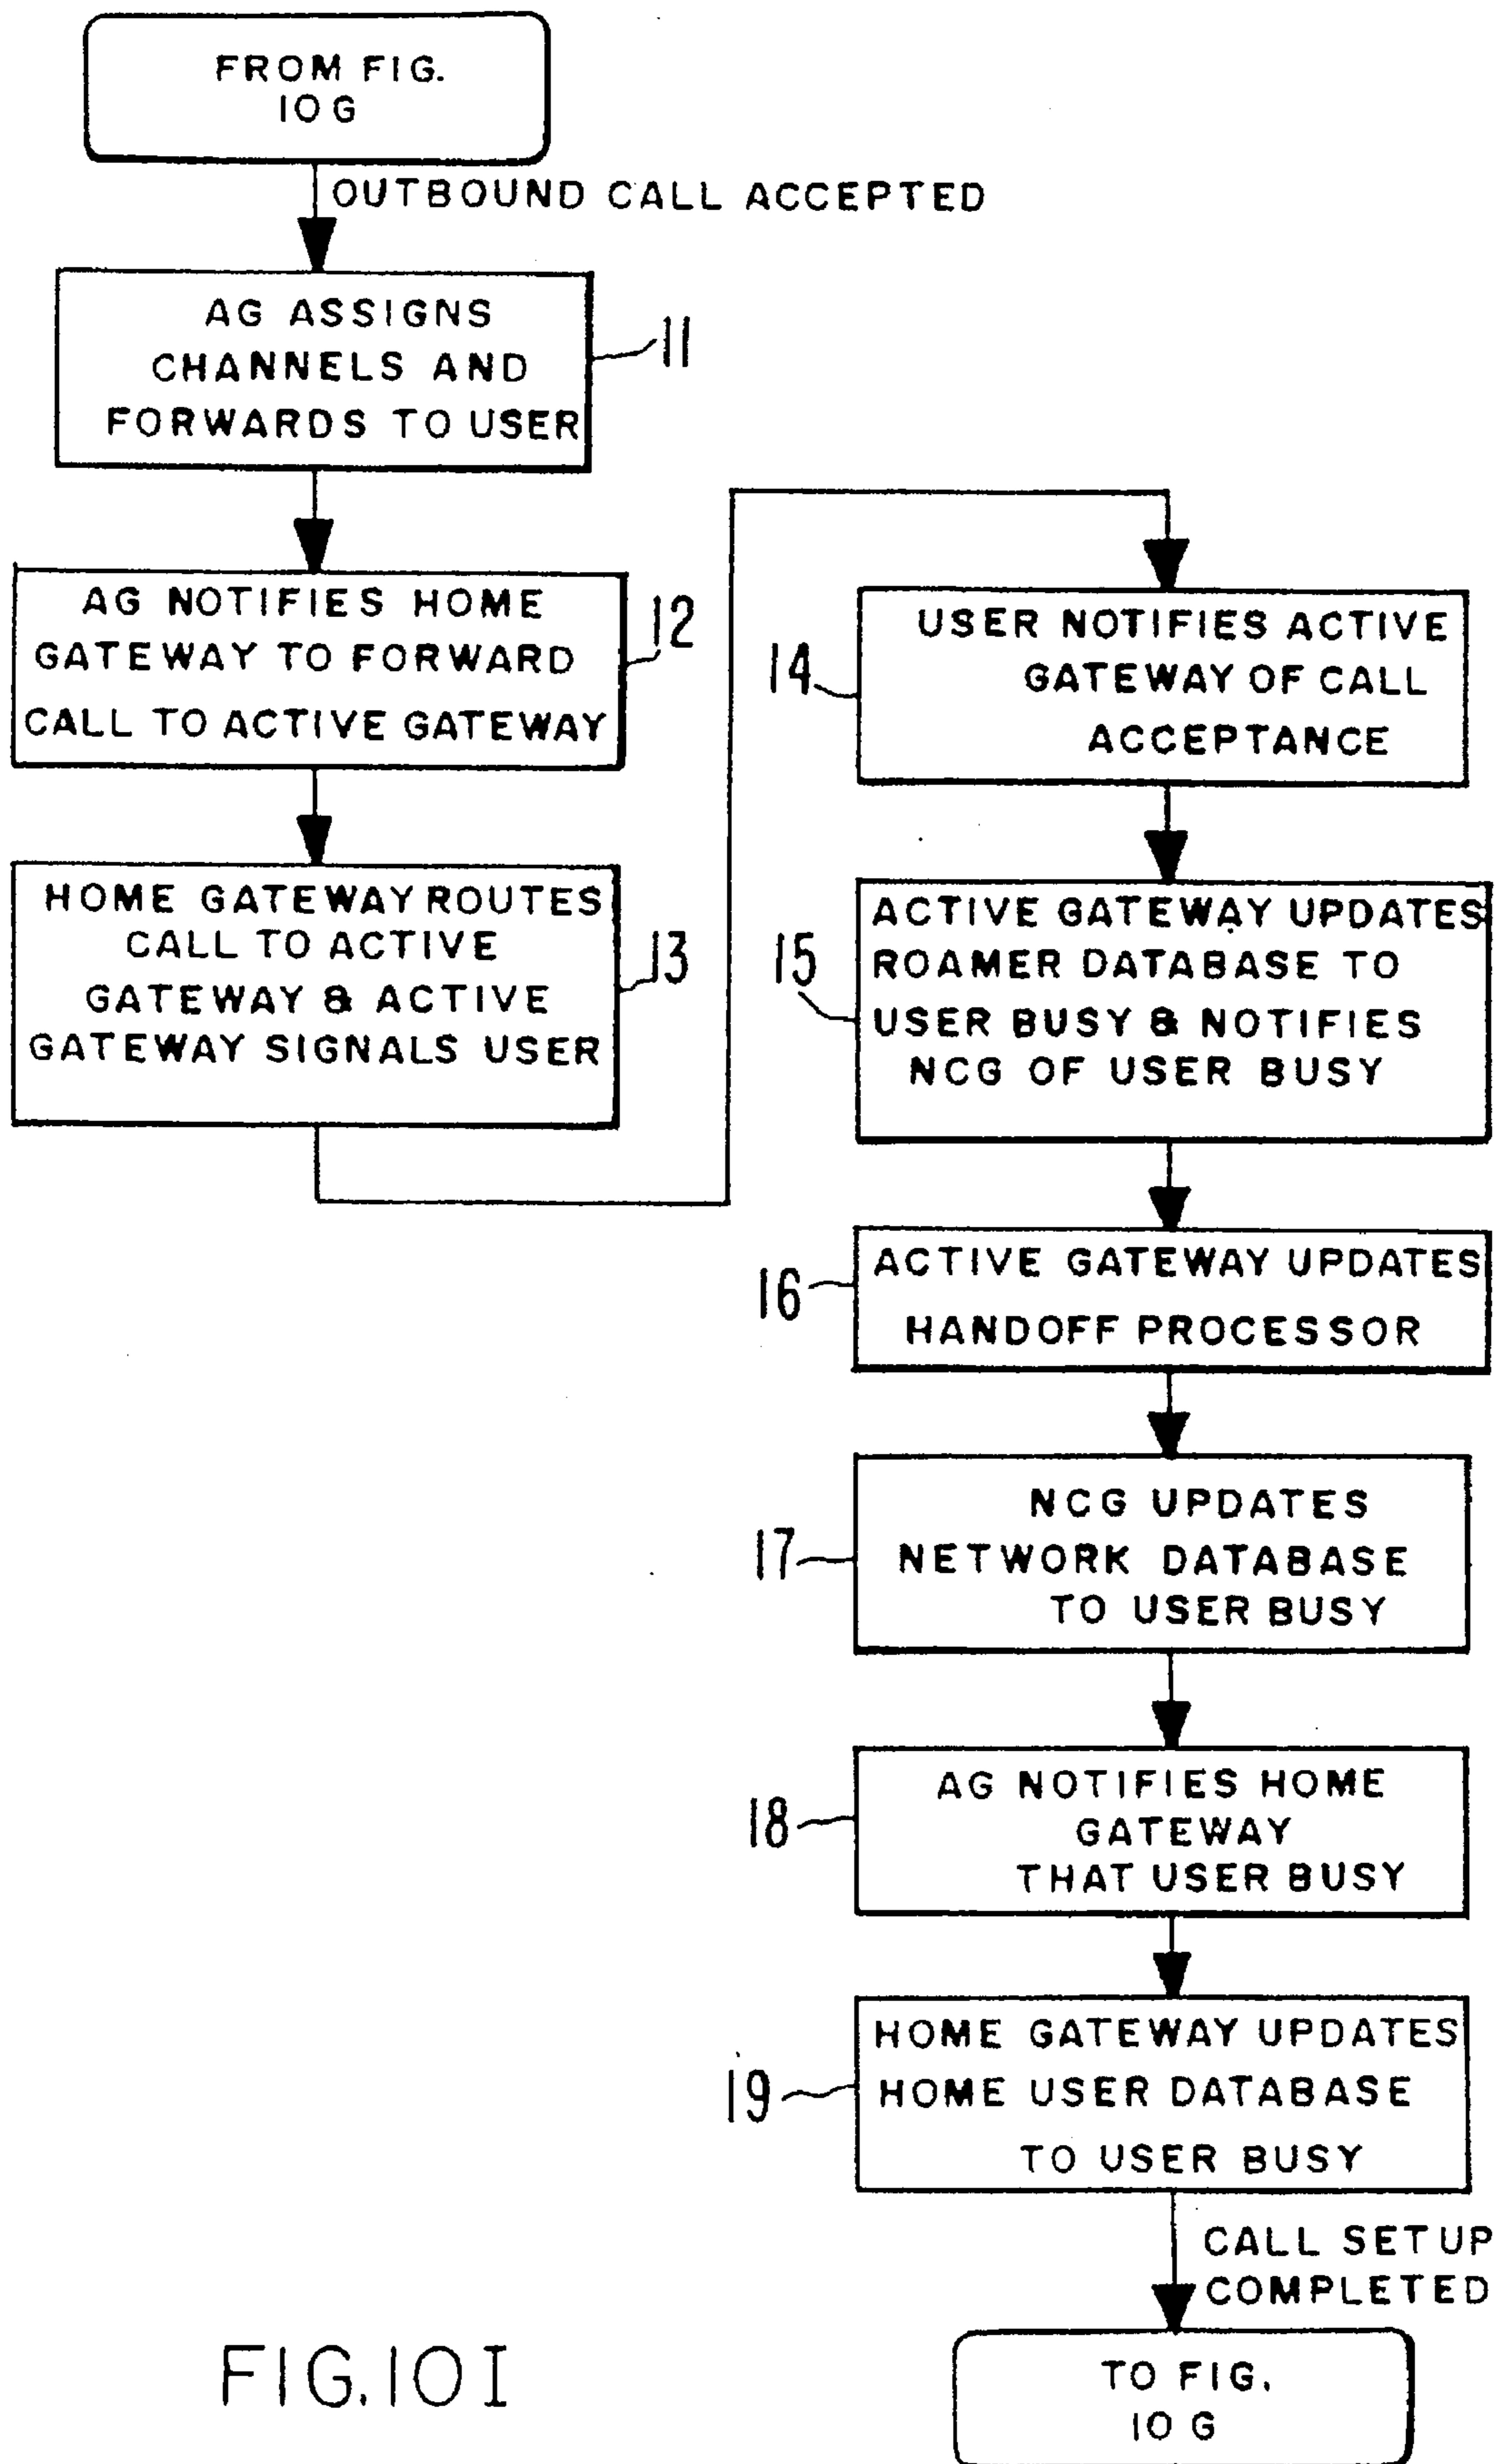 FROM FIG.
10 G
OUTBOUND CALL ACCEPTED
AG ASSIGNS
CHANNELS AND
FORWARDS TO USER
11
AG NOTIFIES HOME
GATEWAY TO FORWARD
CALL TO ACTIVE GATEWAY
12
HOME GATEWAY ROUTES
CALL TO ACTIVE
GATEWAY & ACTIVE
GATEWAY SIGNALS USER
13
USER NOTIFIES ACTIVE
GATEWAY OF CALL
ACCEPTANCE
14
ACTIVE GATEWAY UPDATES
ROAMER DATABASE TO
USER BUSY & NOTIFIES
NCG OF USER BUSY
15
ACTIVE GATEWAY UPDATES
HANDOFF PROCESSOR
16
NCG UPDATES
NETWORK DATABASE
TO USER BUSY
17
AG NOTIFIES HOME
GATEWAY
THAT USER BUSY
18
HOME GATEWAY UPDATES
HOME USER DATABASE
TO USER BUSY
19
CALL SETUP
COMPLETED
TO FIG.
10 G
FIG. 10 I